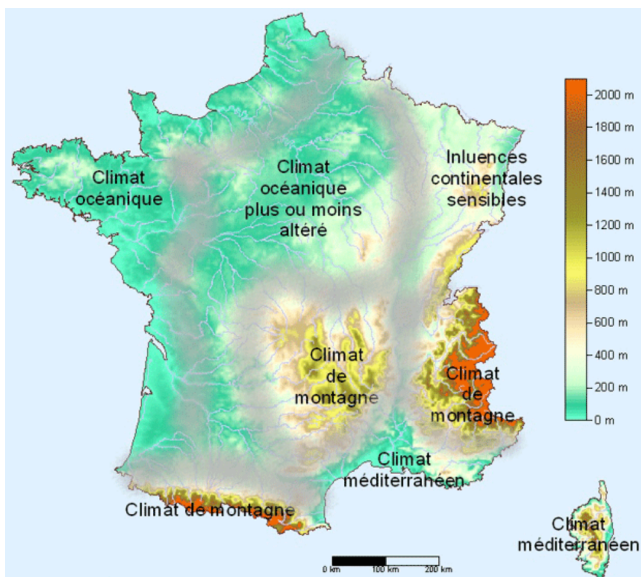 Climat
océanique
Climat
océanique
plus ou moins
altéré
Inluences
continentales
sensibles
Climat
de
montagne
Climat
de
montagne
Climat
méditerranéen
Climat de montagne
Climat
méditerranéen
2000 m
1800 m
1600 m
1400 m
1200 m
1000 m
800 m
600 m
400 m
200 m
0 m
0 km
100 km
200 km